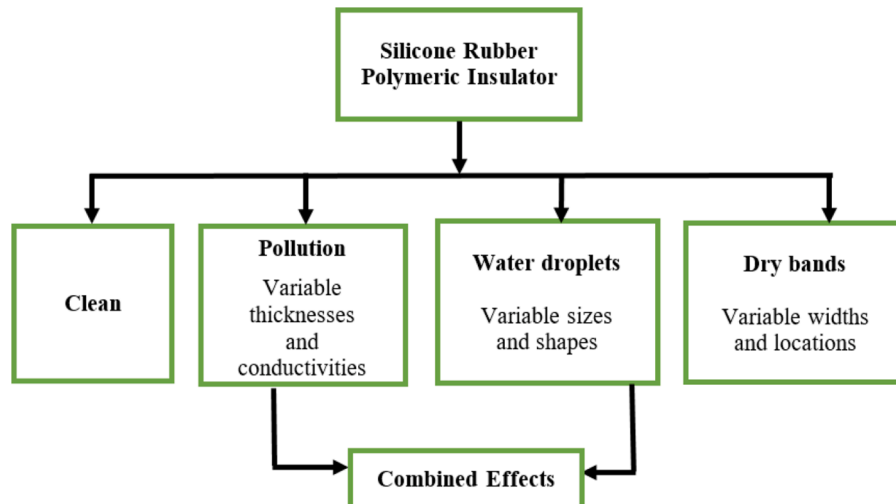 Silicone Rubber
Polymeric Insulator
Clean
Pollution
Variable
thicknesses
and
conductivities
Water droplets
Variable sizes
and shapes
Dry bands
Variable widths
and locations
Combined Effects